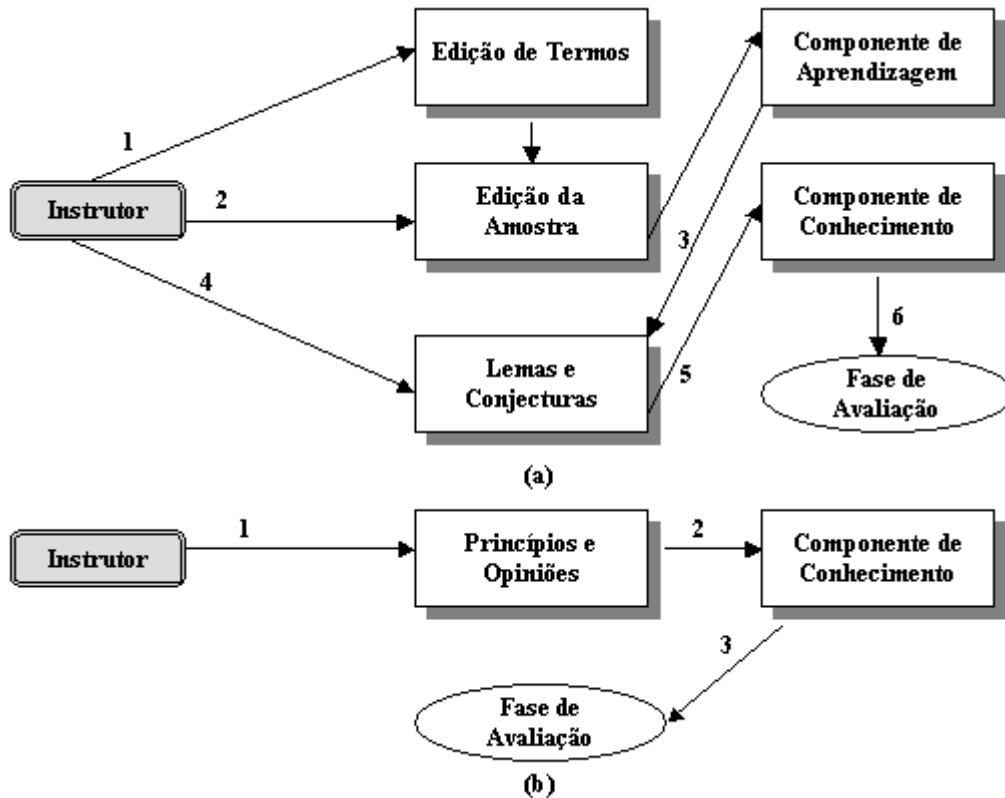 Edição de Termos
Componente de
Aprendizagem
1
Instrutor
2
Edição da
Amostra
3
Componente de
Conhecimento
4
Lemas e
Conjecturas
5
6
Fase de
Avaliação
(a)
Instrutor
1
Princípios e
Opiniões
2
Componente de
Conhecimento
3
Fase de
Avaliação
(b)